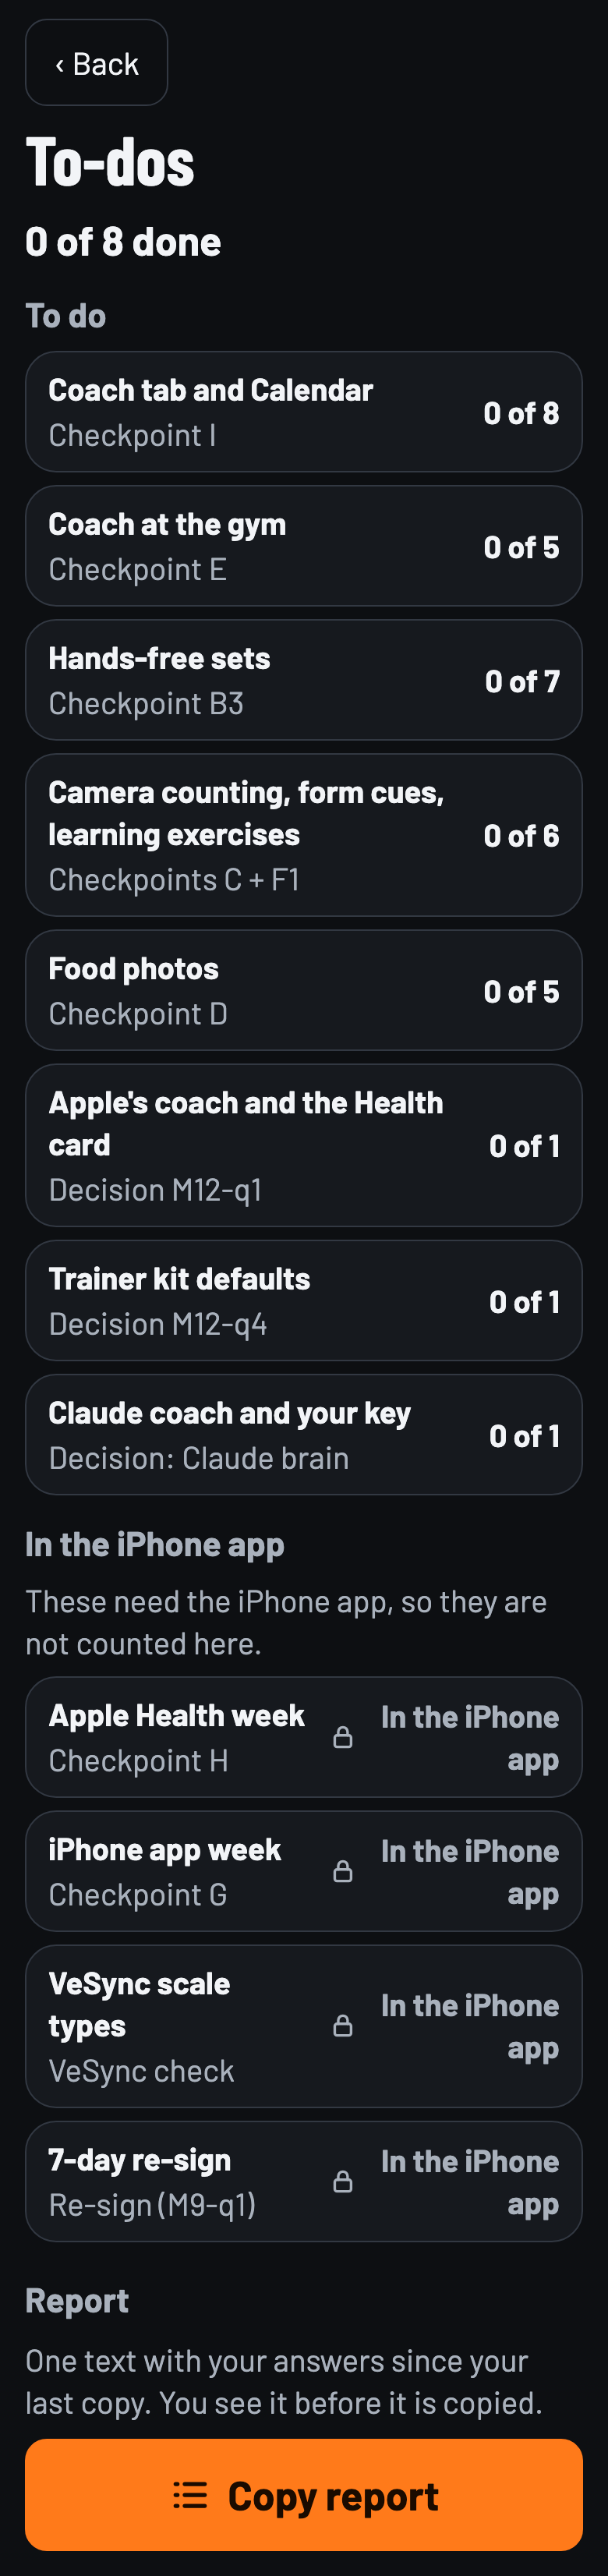 ‹ Back
To-dos
0 of 8 done
To do
Coach tab and Calendar
Checkpoint I
0 of 8
Coach at the gym
Checkpoint E
0 of 5
Hands-free sets
Checkpoint B3
0 of 7
Camera counting, form cues,
learning exercises
Checkpoints C + F1
0 of 6
Food photos
Checkpoint D
0 of 5
Apple's coach and the Health
card
Decision M12-q1
0 of 1
Trainer kit defaults
Decision M12-q4
0 of 1
Claude coach and your key
Decision: Claude brain
0 of 1
In the iPhone app
These need the iPhone app, so they are
not counted here.
Apple Health week
Checkpoint H
In the iPhone
app
iPhone app week
Checkpoint G
In the iPhone
app
VeSync scale
types
VeSync check
In the iPhone
app
7-day re-sign
Re-sign (M9-q1)
In the iPhone
app
Report
One text with your answers since your
last copy. You see it before it is copied.
Copy report